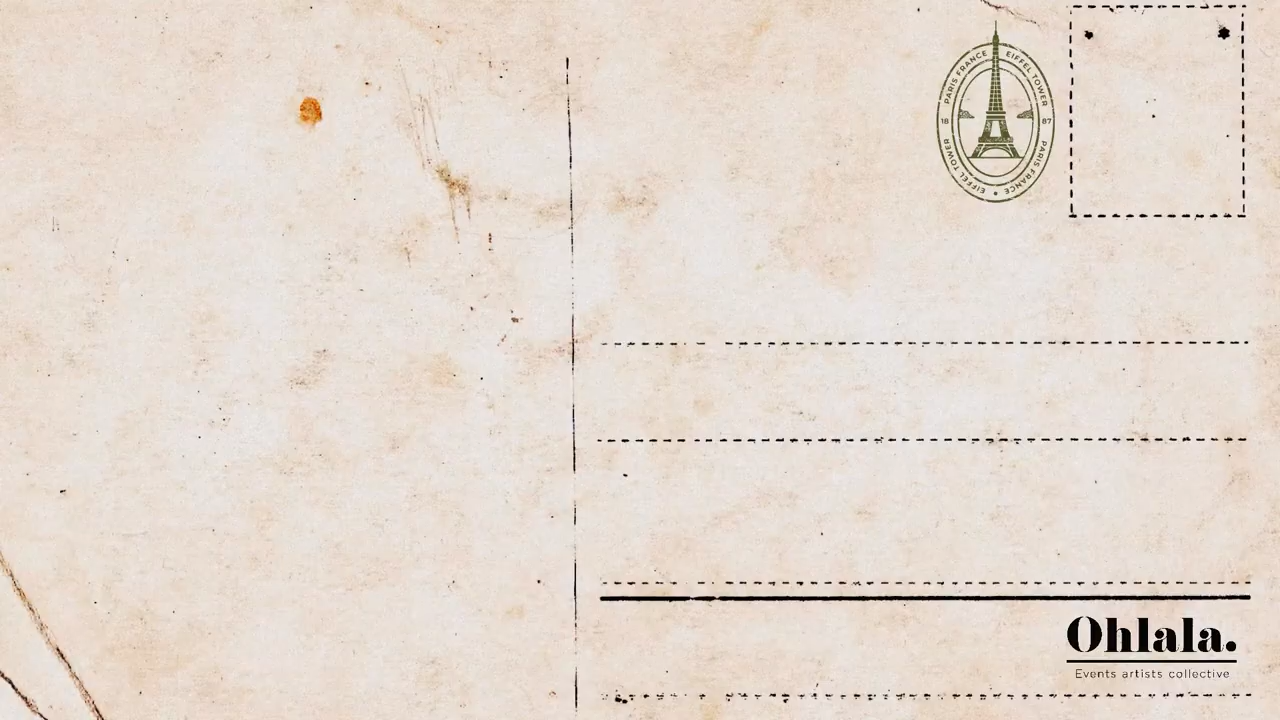 PARIS FRANCE EIFFEL TOWER
18 87
EIFFEL TOWER PARIS FRANCE
Ohlala.
Events artists collective